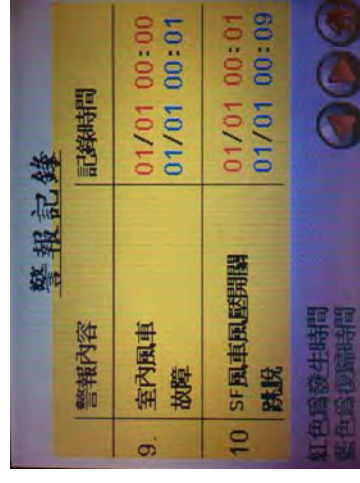 警報記錄
警報內容 記錄時間
9. 室內風車 01/01 00:00
故障 01/01 00:01
10 SF風車風壓開關 01/01 00:01
跳脫 01/01 00:09
紅色為發生時間
藍色為復歸時間